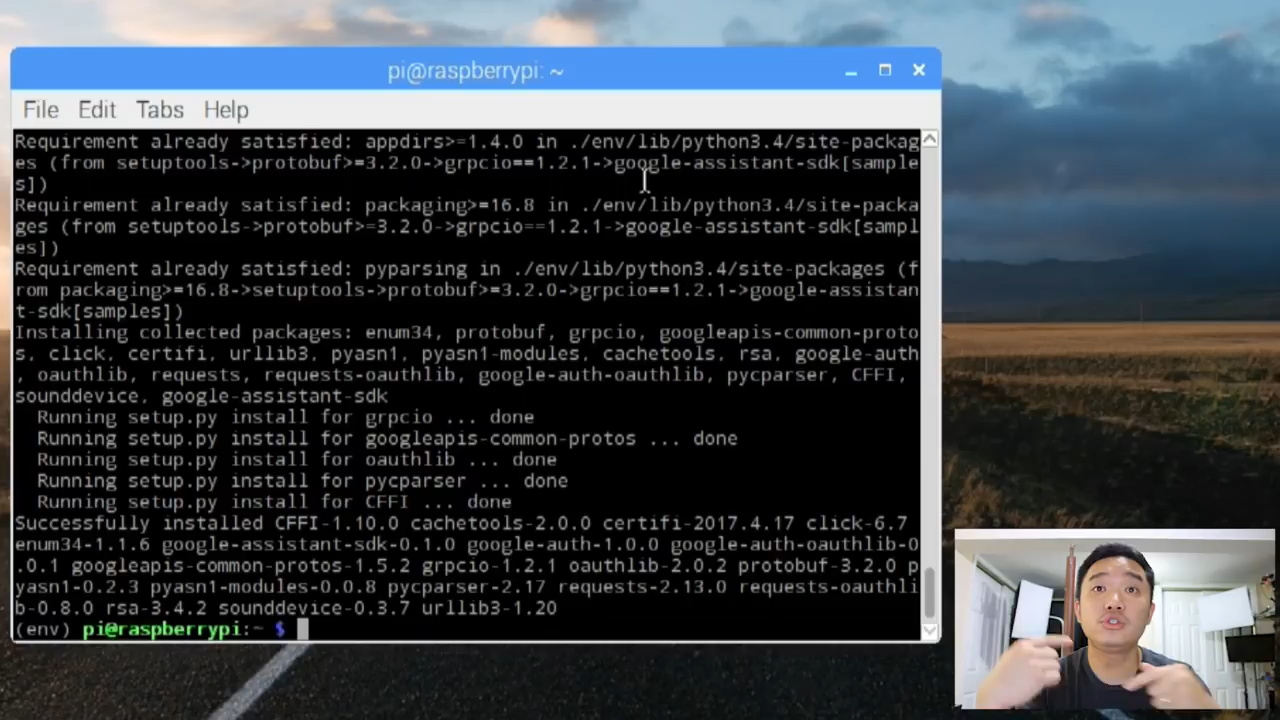 pi@raspberrypi: ~
File Edit Tabs Help
Requirement already satisfied: appdirs>=1.4.0 in ./env/lib/python3.4/site-packag
es (from setuptools->protobuf>=3.2.0->grpcio==1.2.1->google-assistant-sdk[sample
s])
Requirement already satisfied: packaging>=16.8 in ./env/lib/python3.4/site-packa
ges (from setuptools->protobuf>=3.2.0->grpcio==1.2.1->google-assistant-sdk[sampl
es])
Requirement already satisfied: pyparsing in ./env/lib/python3.4/site-packages (f
rom packaging>=16.8->setuptools->protobuf>=3.2.0->grpcio==1.2.1->google-assistan
t-sdk[samples])
Installing collected packages: enum34, protobuf, grpcio, googleapis-common-proto
s, click, certifi, urllib3, pyasn1, pyasn1-modules, cachetools, rsa, google-auth
, oauthlib, requests, requests-oauthlib, google-auth-oauthlib, pycparser, CFFI,
sounddevice, google-assistant-sdk
Running setup.py install for grpcio ... done
Running setup.py install for googleapis-common-protos ... done
Running setup.py install for oauthlib ... done
Running setup.py install for pycparser ... done
Running setup.py install for CFFI ... done
Successfully installed CFFI-1.10.0 cachetools-2.0.0 certifi-2017.4.17 click-6.7
enum34-1.1.6 google-assistant-sdk-0.1.0 google-auth-1.0.0 google-auth-oauthlib-0
.0.1 googleapis-common-protos-1.5.2 grpcio-1.2.1 oauthlib-2.0.2 protobuf-3.2.0 p
yasn1-0.2.3 pyasn1-modules-0.0.8 pycparser-2.17 requests-2.13.0 requests-oauthli
b-0.8.0 rsa-3.4.2 sounddevice-0.3.7 urllib3-1.20
(env) pi@raspberrypi:~ $